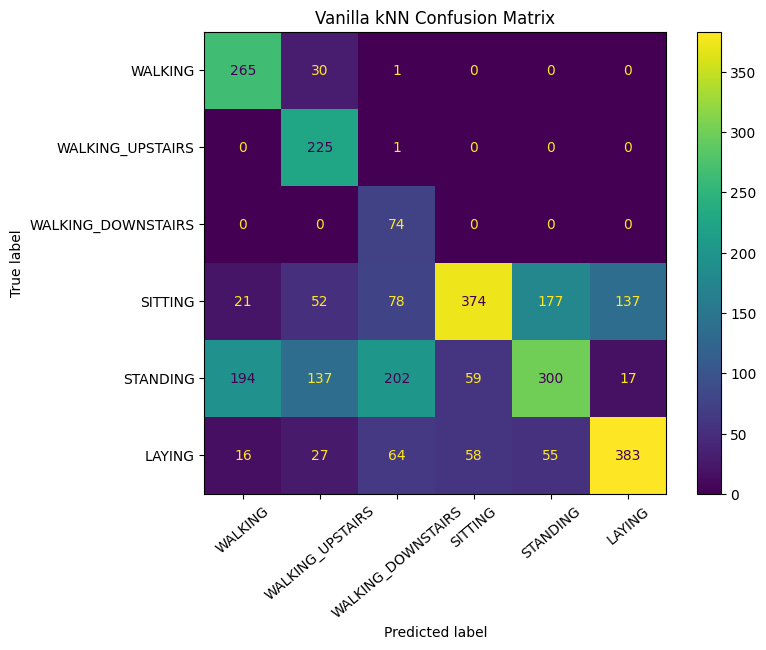 Vanilla kNN Confusion Matrix
True label
WALKING 265 30 1 0 0 0
WALKING_UPSTAIRS 0 225 1 0 0 0
WALKING_DOWNSTAIRS 0 0 74 0 0 0
SITTING 21 52 78 374 177 137
STANDING 194 137 202 59 300 17
LAYING 16 27 64 58 55 383
WALKING
WALKING_UPSTAIRS
WALKING_DOWNSTAIRS
SITTING
STANDING
LAYING
Predicted label
350
300
250
200
150
100
50
0